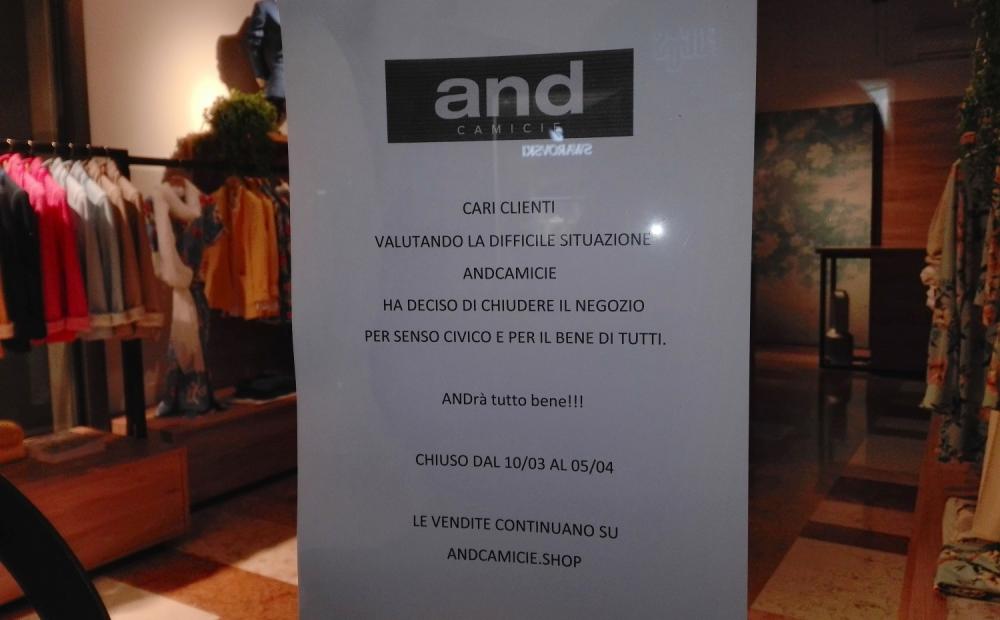 and
CAMICIE
SWAROVSKI
CARI CLIENTI
VALUTANDO LA DIFFICILE SITUAZIONE
ANDCAMICIE
HA DECISO DI CHIUDERE IL NEGOZIO
PER SENSO CIVICO E PER IL BENE DI TUTTI.
ANDrà tutto bene!!!
CHIUSO DAL 10/03 AL 05/04
LE VENDITE CONTINUANO SU
ANDCAMICIE.SHOP